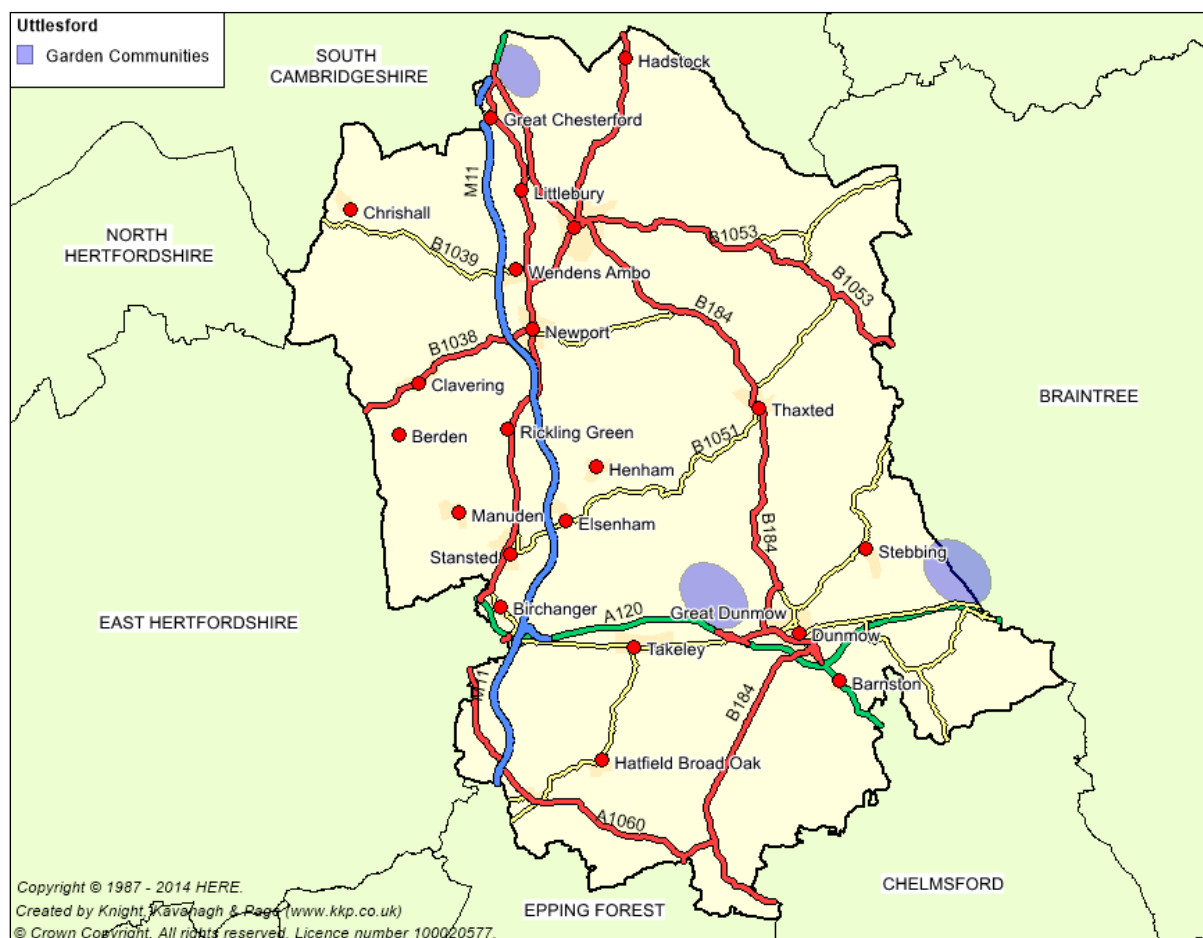 Uttlesford
Garden Communities
SOUTH
CAMBRIDGESHIRE
Hadstock
Great Chesterford
M11
Littlebury
Chrishall
NORTH
HERTFORDSHIRE
B1039
B1053
Wendens Ambo
B1053
B184
Newport
B1038
Clavering
BRAINTREE
Thaxted
Berden
Rickling Green
B1051
Henham
Manuden
Elsenham
B184
Stansted
Stebbing
Birchanger
A120
Great Dunmow
EAST HERTFORDSHIRE
Dunmow
Takeley
M11
Barnston
B184
Hatfield Broad Oak
A1060
CHELMSFORD
EPPING FOREST
Copyright © 1987 - 2014 HERE.
Created by Knight, Kavanagh & Page (www.kkp.co.uk)
© Crown Copyright. All rights reserved. Licence number 100020577.